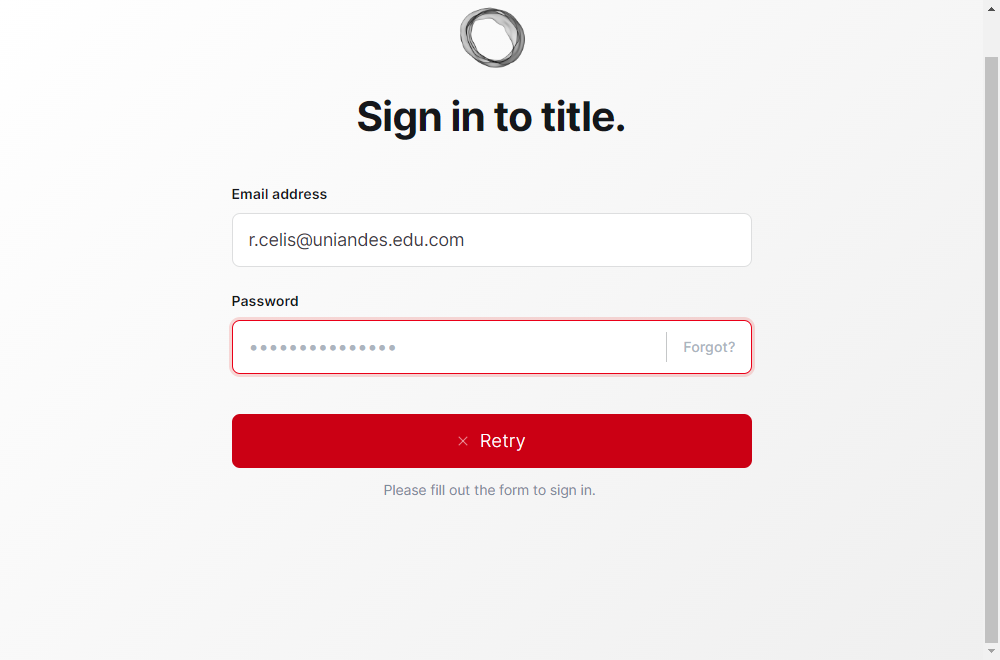 Sign in to title.
Email address
r.celis@uniandes.edu.com
Password
●●●●●●●●●●●●●●●
Forgot?
× Retry
Please fill out the form to sign in.